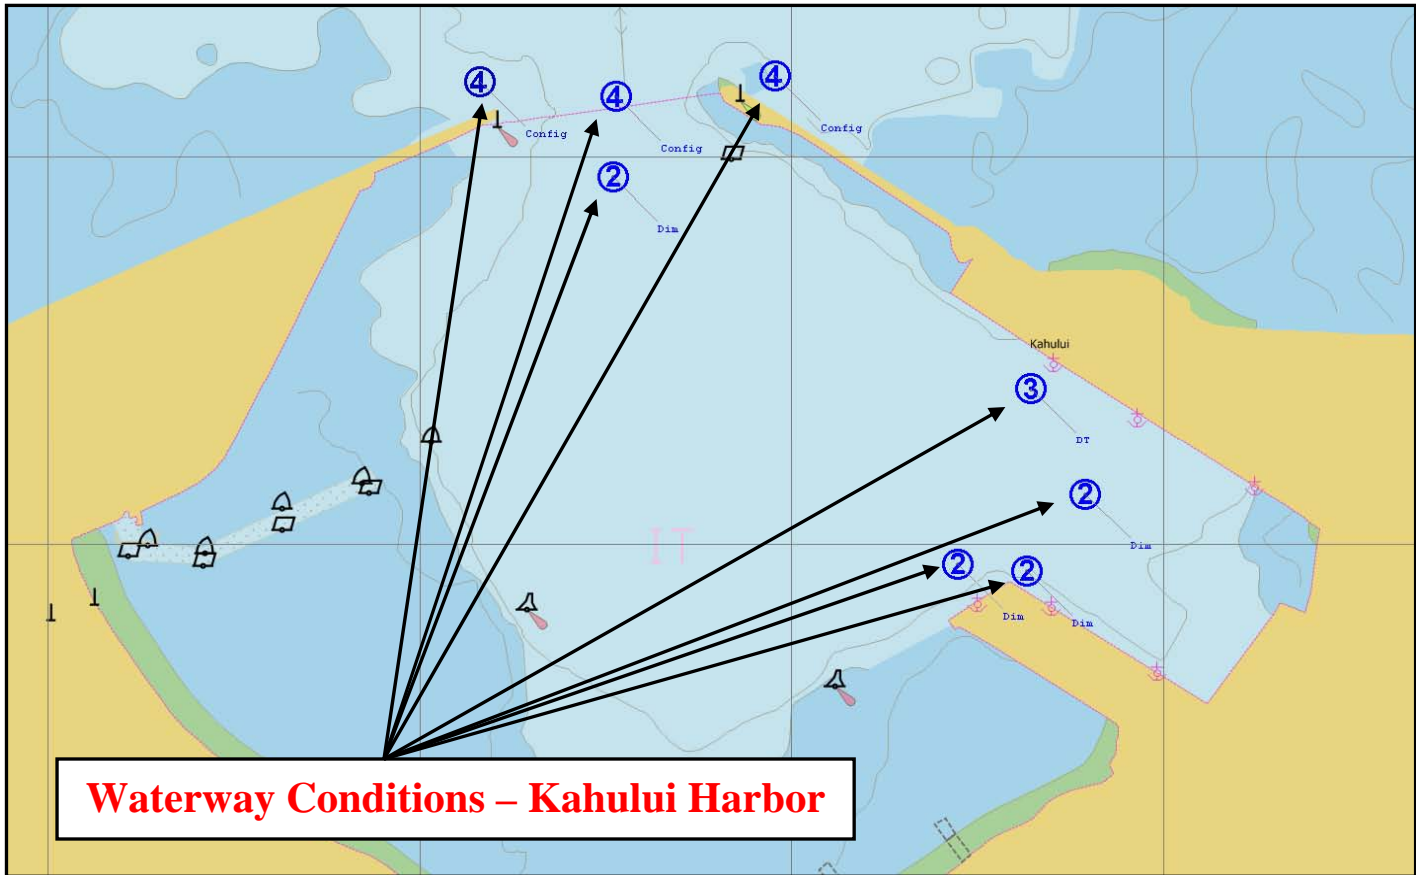 ④
④
④
Config
Config
Config
②
Dim
Kahului
③
DT
②
Dim
IT
②
②
Dim
Dim
Waterway Conditions – Kahului Harbor